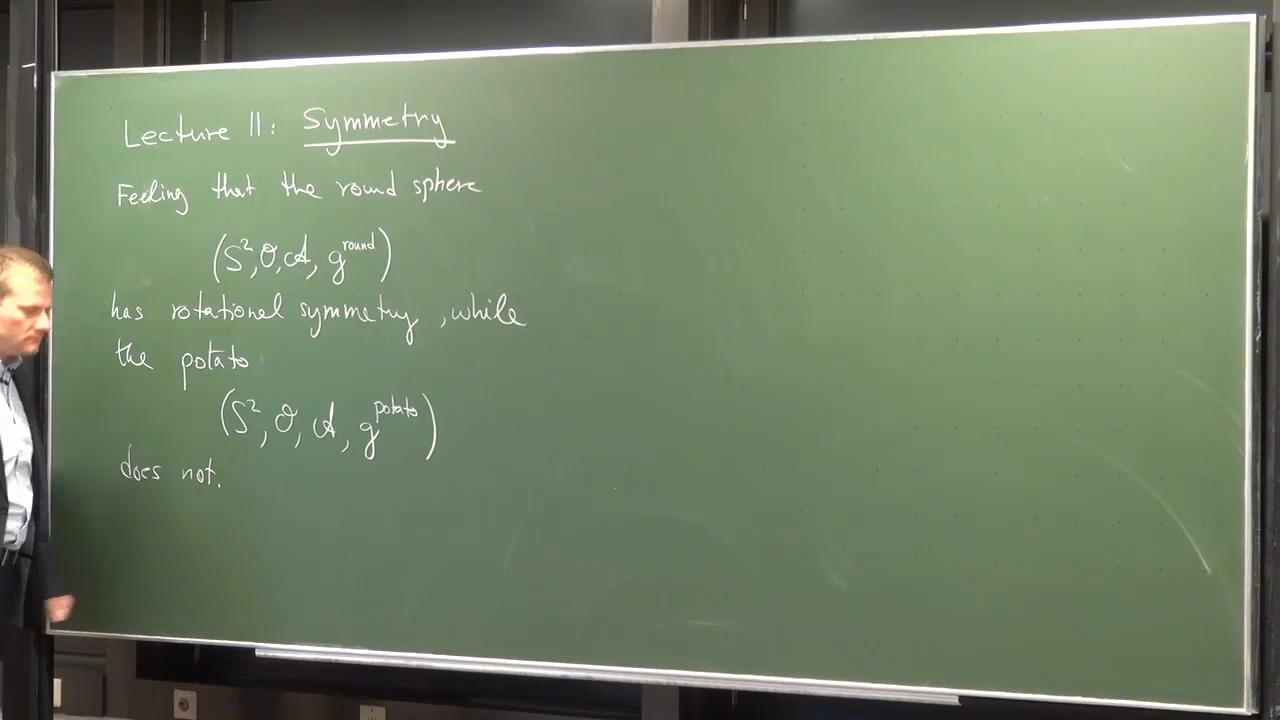 Lecture 11: Symmetry
Feeling that the round sphere
(S², O, A, g^round)
has rotational symmetry, while
the potato
(S², O, A, g^potato)
does not.